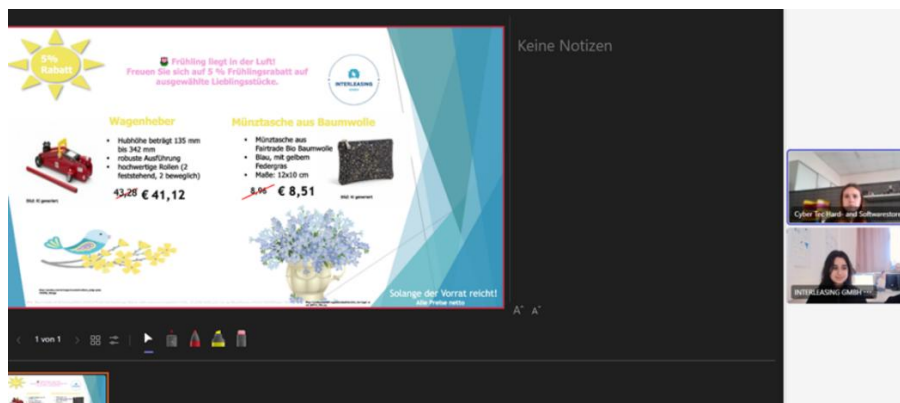 5%
Rabatt
Frühling liegt in der Luft!
Freuen Sie sich auf 5 % Frühlingsrabatt auf
ausgewählte Lieblingsstücke.
INTERLEASING
Wagenheber
• Hubhöhe beträgt 135 mm
bis 342 mm
• robuste Ausführung
• hochwertige Rollen (2
feststehend, 2 beweglich)
43,28 € 41,12
Bild: KI generiert
Münztasche aus Baumwolle
• Münztasche aus
Fairtrade Bio Baumwolle
• Blau, mit gelbem
Federgras
• Maße: 12x10 cm
8,96 € 8,51
Bild: KI generiert
Solange der Vorrat reicht!
Alle Preise netto
Keine Notizen
1 von 1
Cyber Tec Hard- and Softwarestore
INTERLEASING GMBH